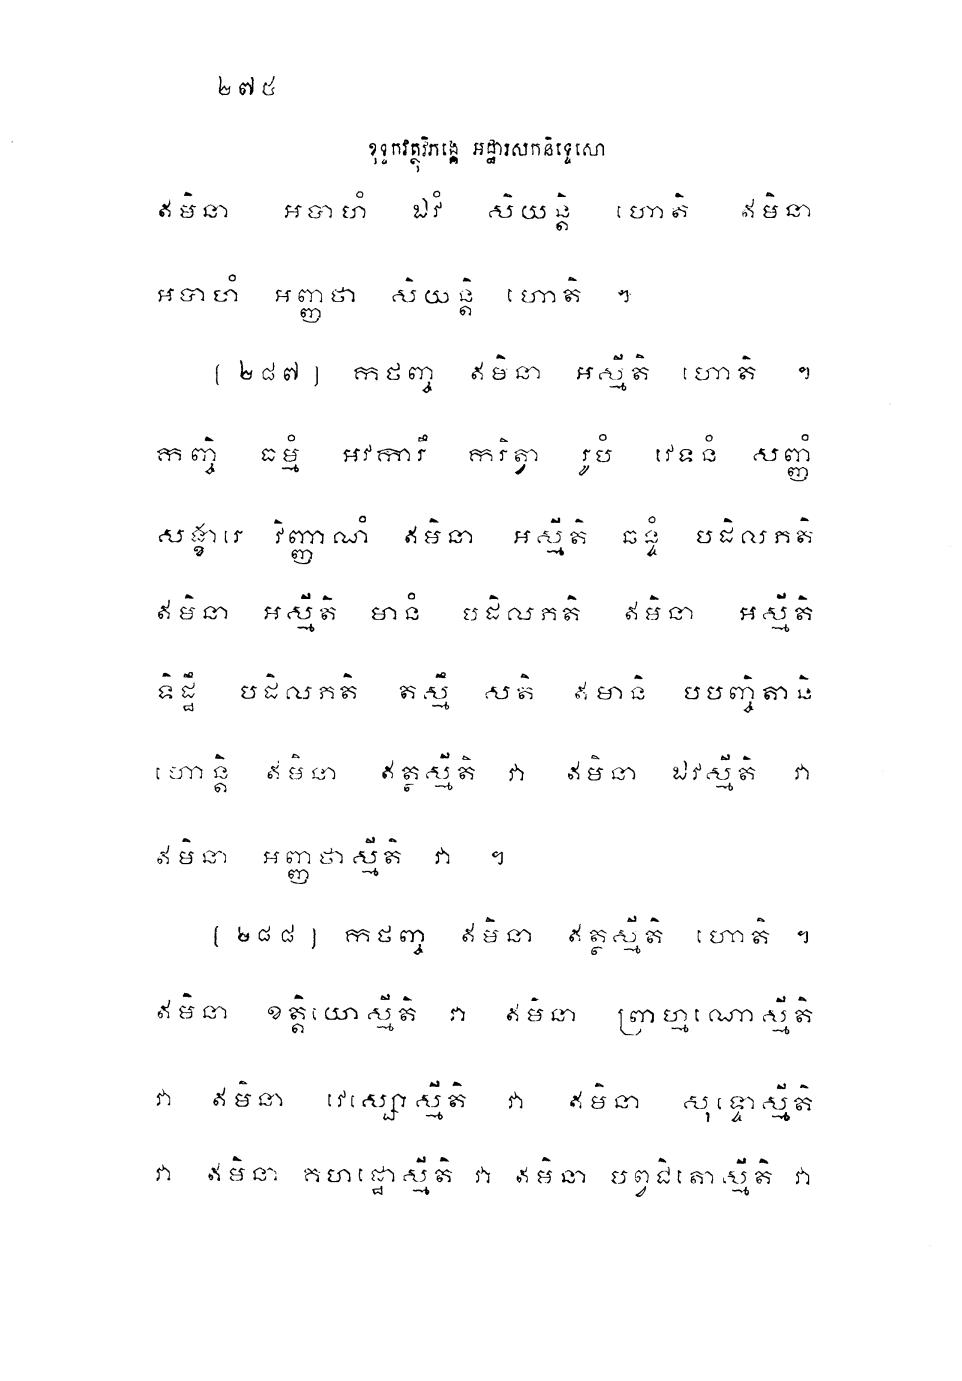 ២៧៥
ខុទ្ទកវត្ថុវិភង្គេ អដ្ឋារសកនិទ្ទេសោ
ឥមិនា អទាហំ ឯវំ សិយន្តិ ហោតិ ឥមិនា
អទាហំ អញ្ញថា សិយន្តិ ហោតិ ។
[២៨៧] កថញ្ច ឥមិនា អស្មីតិ ហោតិ ។
កញ្ចិ ធម្មំ អវការឹ ករិត្វា រូបំ វេទនំ សញ្ញំ
សង្ខារេ វិញ្ញាណំ ឥមិនា អស្មីតិ ឆន្ទំ បដិលភតិ
ឥមិនា អស្មីតិ មានំ បដិលភតិ ឥមិនា អស្មីតិ
ទិដ្ឋឹ បដិលភតិ តស្មឹ សតិ ឥមានិ បបញ្ចិតានិ
ហោន្តិ ឥមិនា ឥត្ថស្មីតិ វា ឥមិនា ឯវស្មីតិ វា
ឥមិនា អញ្ញថាស្មីតិ វា ។
[២៨៨] កថញ្ច ឥមិនា ឥត្ថស្មីតិ ហោតិ ។
ឥមិនា ខត្តិយោស្មីតិ វា ឥមិនា ព្រាហ្មណោស្មីតិ
វា ឥមិនា វេស្សោស្មីតិ វា ឥមិនា សុទ្ទោស្មីតិ
វា ឥមិនា គហដ្ឋោស្មីតិ វា ឥមិនា បព្វជិតោស្មីតិ វា